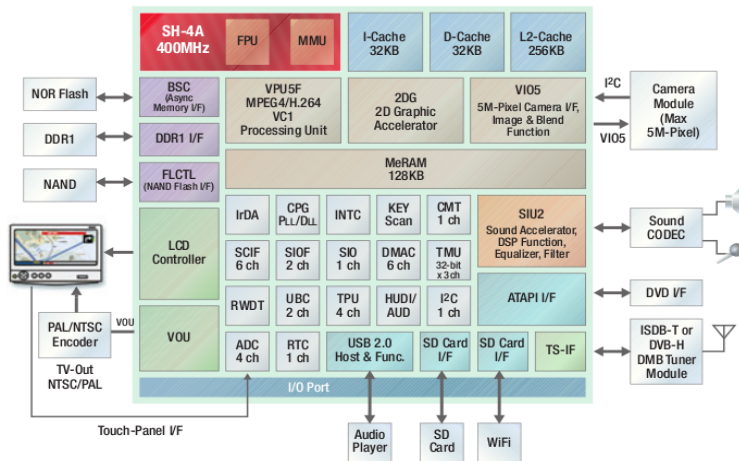 SH-4A
400MHz
FPU
MMU
I-Cache
32KB
D-Cache
32KB
L2-Cache
256KB
NOR Flash
BSC
(Async
Memory I/F)
VPU5F
MPEG4/H.264
VC1
Processing Unit
2DG
2D Graphic
Accelerator
VIO5
5M-Pixel Camera I/F,
Image & Blend
Function
I²C
VIO5
Camera
Module
(Max
5M-Pixel)
DDR1
DDR1 I/F
NAND
FLCTL
(NAND Flash I/F)
MeRAM
128KB
LCD
Controller
IrDA
CPG
PLL/DLL
INTC
KEY
Scan
CMT
1 ch
SIU2
Sound Accelerator,
DSP Function,
Equalizer, Filter
Sound
CODEC
SCIF
6 ch
SIOF
2 ch
SIO
1 ch
DMAC
6 ch
TMU
32-bit
x 3ch
RWDT
UBC
2 ch
TPU
4 ch
HUDI/
AUD
I²C
1 ch
ATAPI I/F
DVD I/F
PAL/NTSC
Encoder
VOU
VOU
TV-Out
NTSC/PAL
ADC
4 ch
RTC
1 ch
USB 2.0
Host & Func.
SD Card
I/F
SD Card
I/F
TS-IF
ISDB-T or
DVB-H
DMB Tuner
Module
I/O Port
Touch-Panel I/F
Audio
Player
SD
Card
WiFi